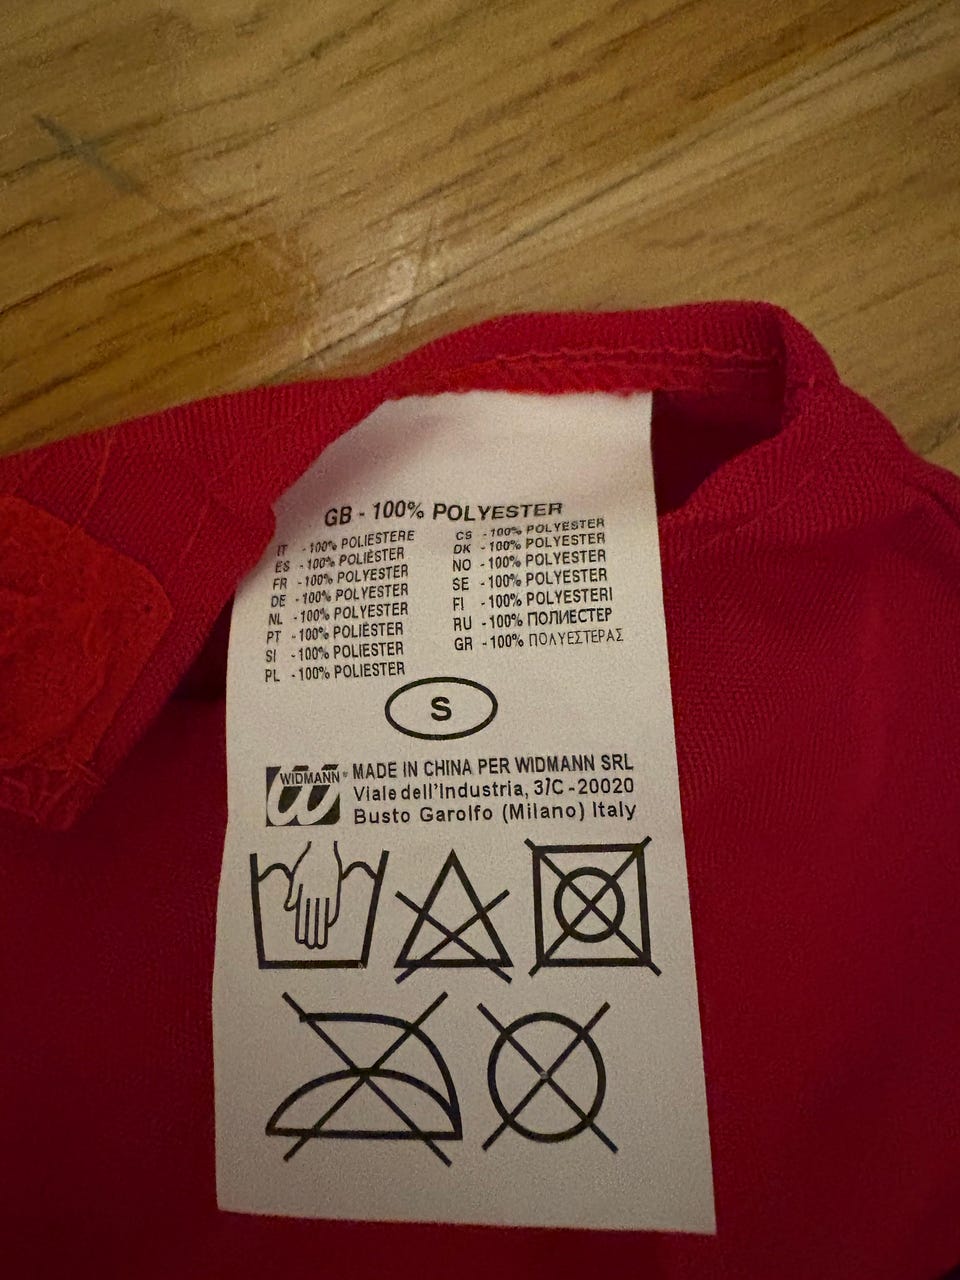 GB - 100% POLYESTER
IT - 100% POLIESTERE
ES - 100% POLIÈSTER
FR - 100% POLYESTER
DE - 100% POLYESTER
NL - 100% POLYESTER
PT - 100% POLIÈSTER
SI - 100% POLIESTER
PL - 100% POLIESTER
CS - 100% POLYESTER
DK - 100% POLYESTER
NO - 100% POLYESTER
SE - 100% POLYESTER
FI - 100% POLYESTERI
RU - 100% ПОЛИЕСТЕР
GR - 100% ΠΟΛΥΕΣΤΕΡΑΣ
S
WIDMANN®
MADE IN CHINA PER WIDMANN SRL
Viale dell'Industria, 3/C - 20020
Busto Garolfo (Milano) Italy